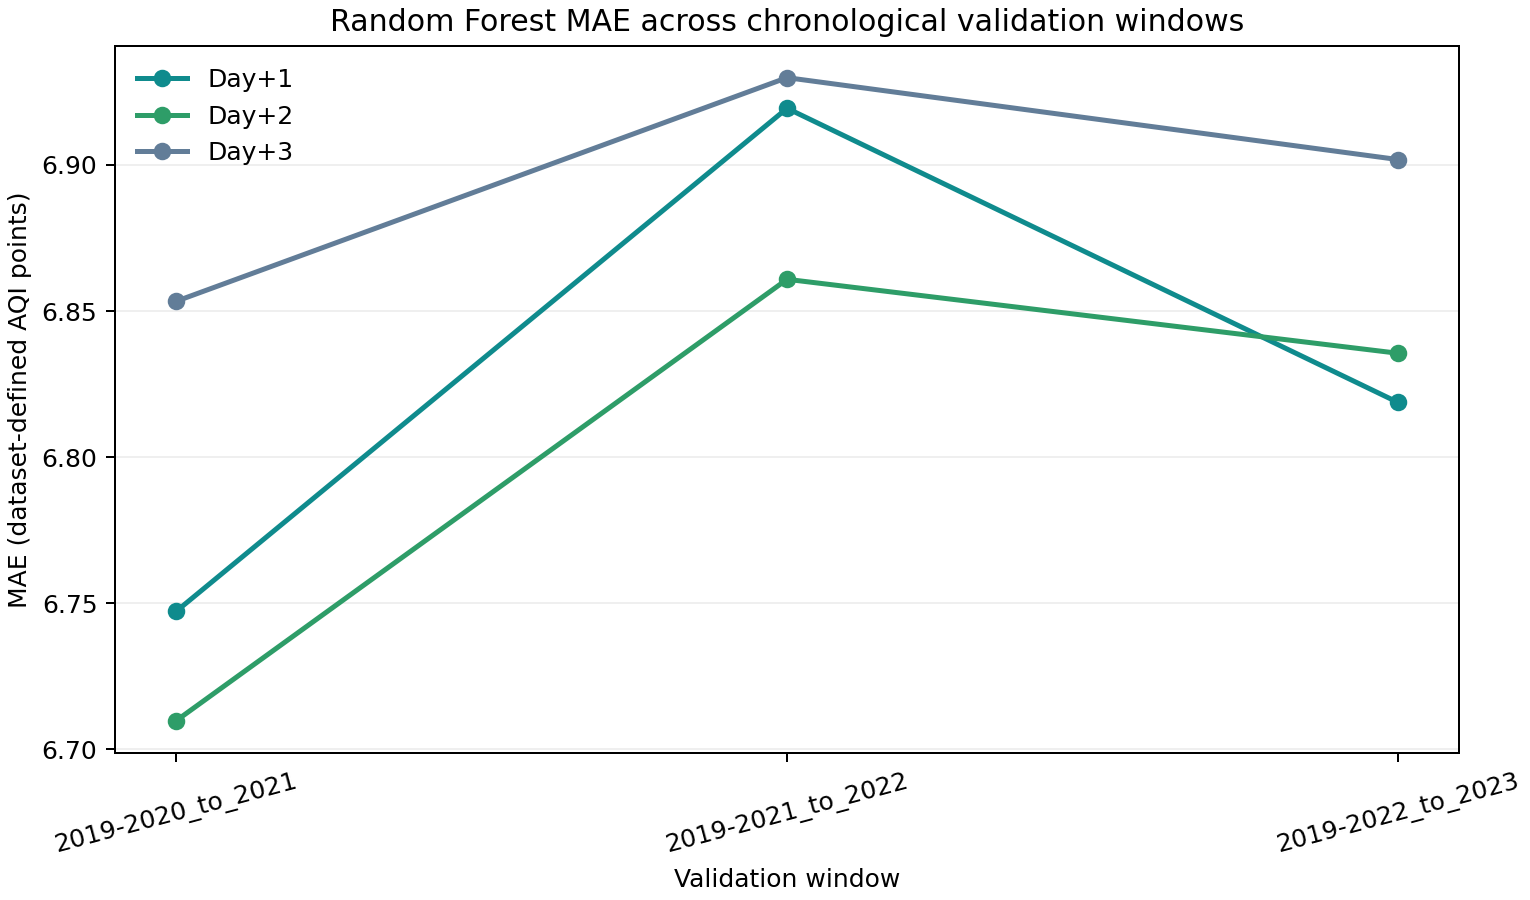 Random Forest MAE across chronological validation windows
Day+1
Day+2
Day+3
MAE (dataset-defined AQI points)
6.90
6.85
6.80
6.75
6.70
2019-2020_to_2021
2019-2021_to_2022
2019-2022_to_2023
Validation window